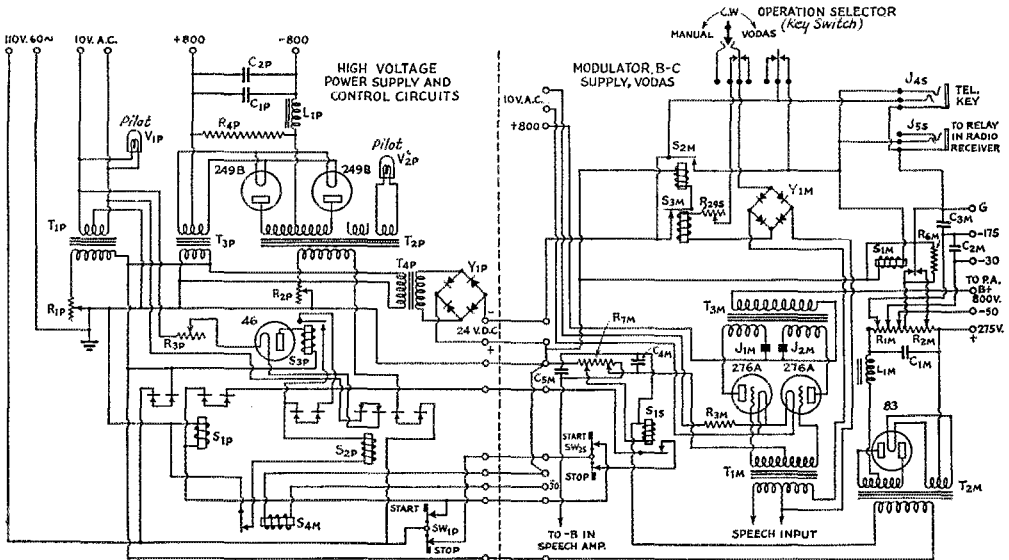 C.W
OPERATION SELECTOR
(Key Switch)
MANUAL
VODAS
110V. 60~
10V. A.C.
+800
-800
C2P
C1P
L1P
HIGH VOLTAGE
POWER SUPPLY AND
CONTROL CIRCUITS
MODULATOR, B-C
SUPPLY, VODAS
10V. A.C.
+800
J4S
TEL.
KEY
J5S
TO RELAY
IN RADIO
RECEIVER
Pilot
V1P
R4P
Pilot
V2P
249B
249B
S2M
S3M
R29S
Y1M
G
C3M
-175
R6M
C2M
-30
S1M
T1P
T3P
T2P
T4P
Y1P
TO P.A.
B+
800V.
-50
275V.
+
R1M
R2M
C1M
L1M
R1P
R2P
R3P
46
S3P
-
24 V.D.C.
+
R7M
C4M
C5M
S1S
T3M
J1M
J2M
276A
276A
R3M
83
S1P
S2P
S4M
START
SW2S
STOP
30
START
SW1P
STOP
T1M
T2M
TO -B IN
SPEECH AMP.
SPEECH INPUT